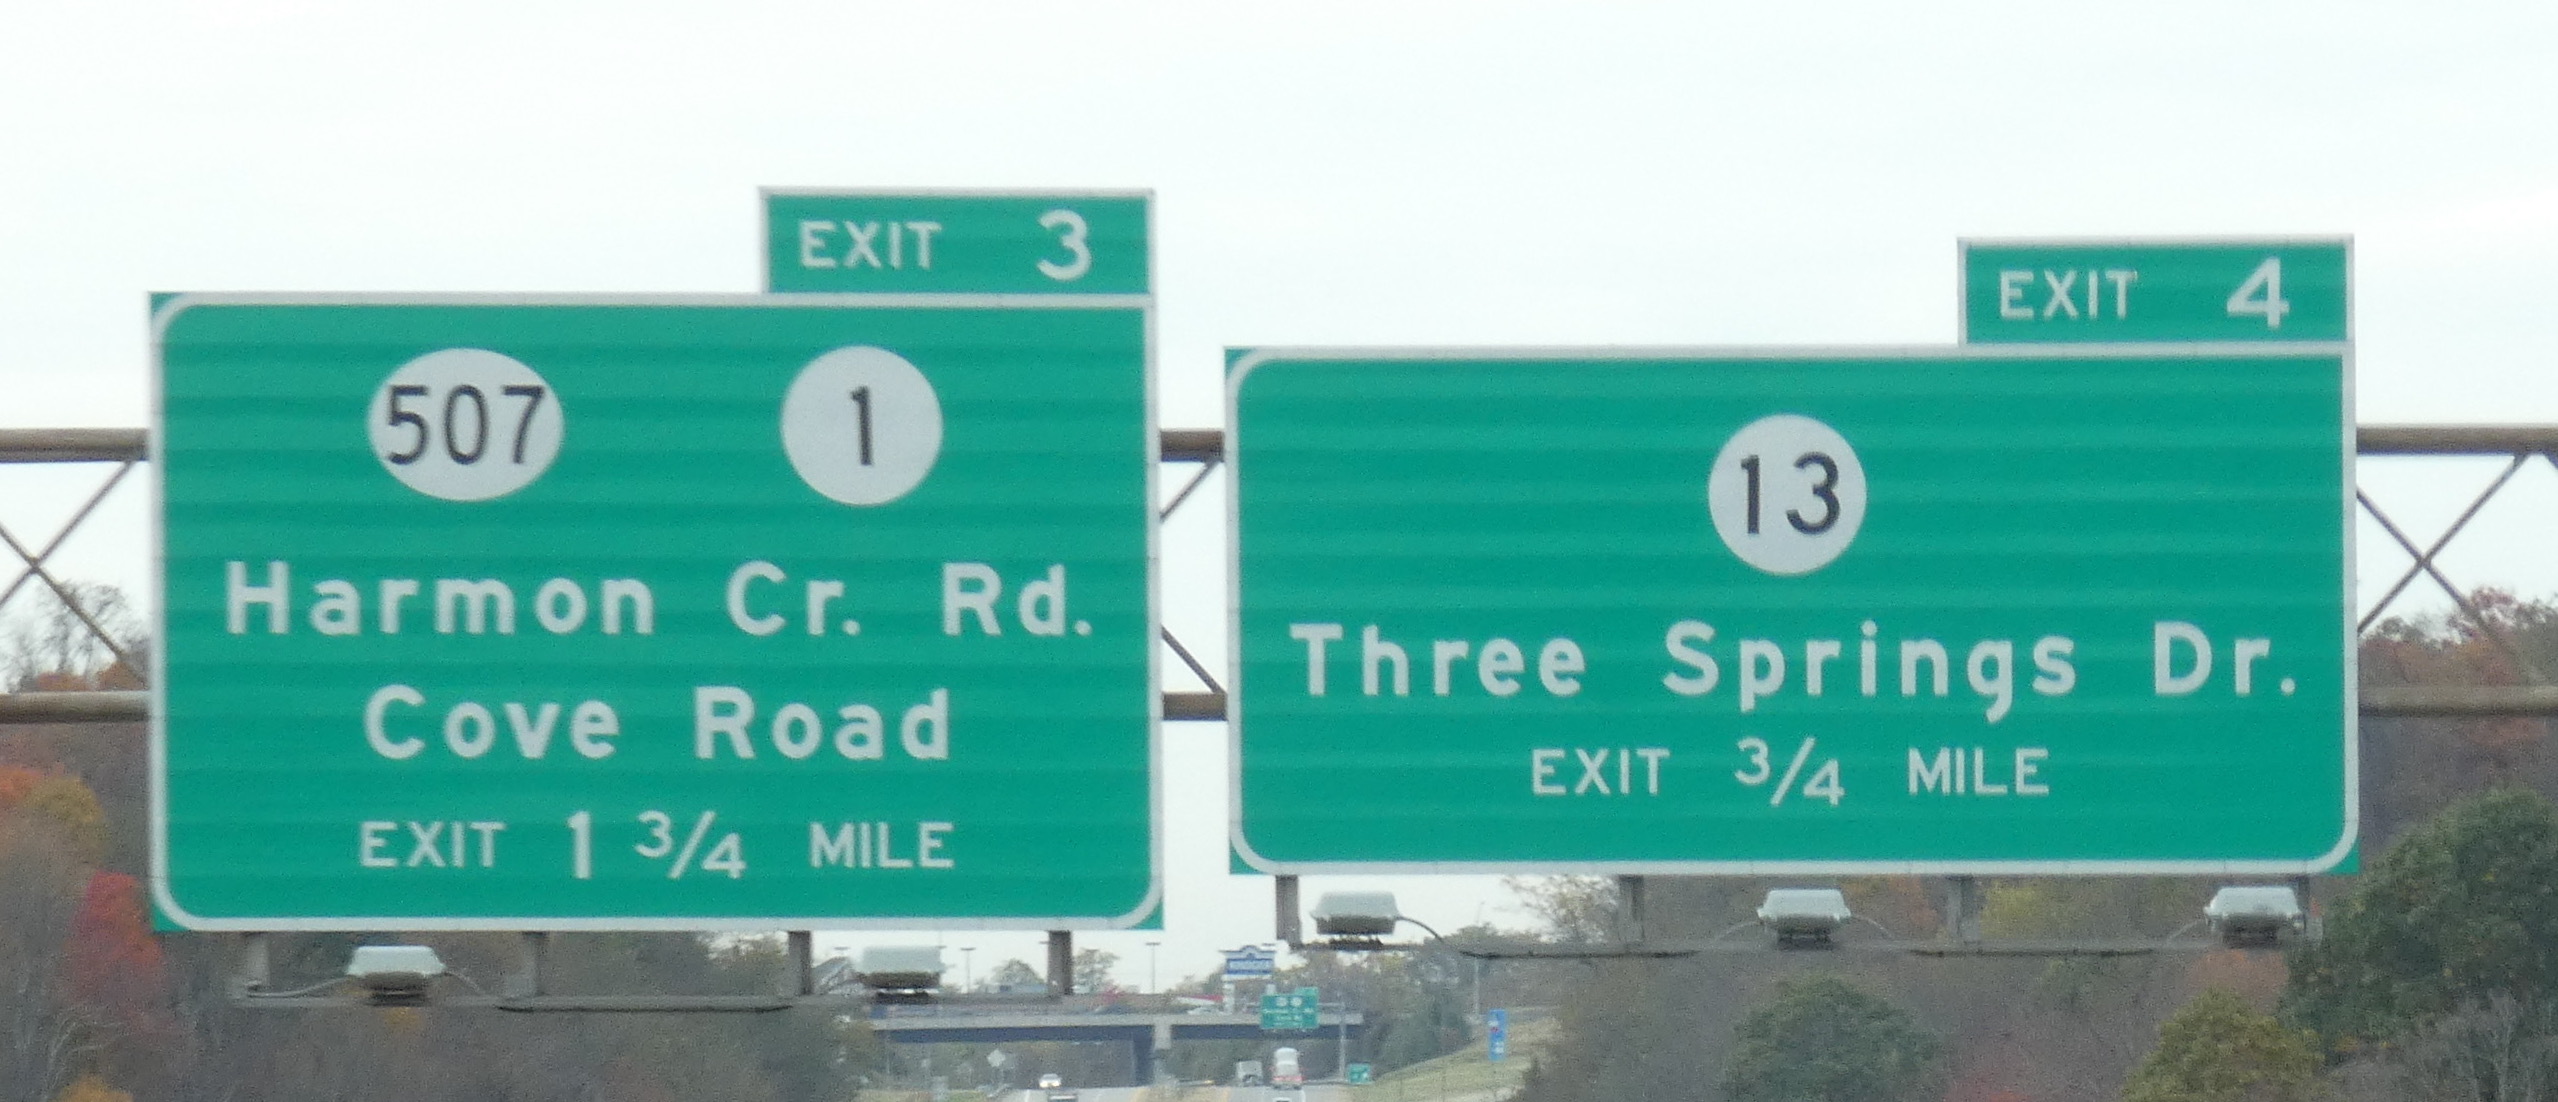 EXIT 3
507 1
Harmon Cr. Rd.
Cove Road
EXIT 1 3/4 MILE
EXIT 4
13
Three Springs Dr.
EXIT 3/4 MILE